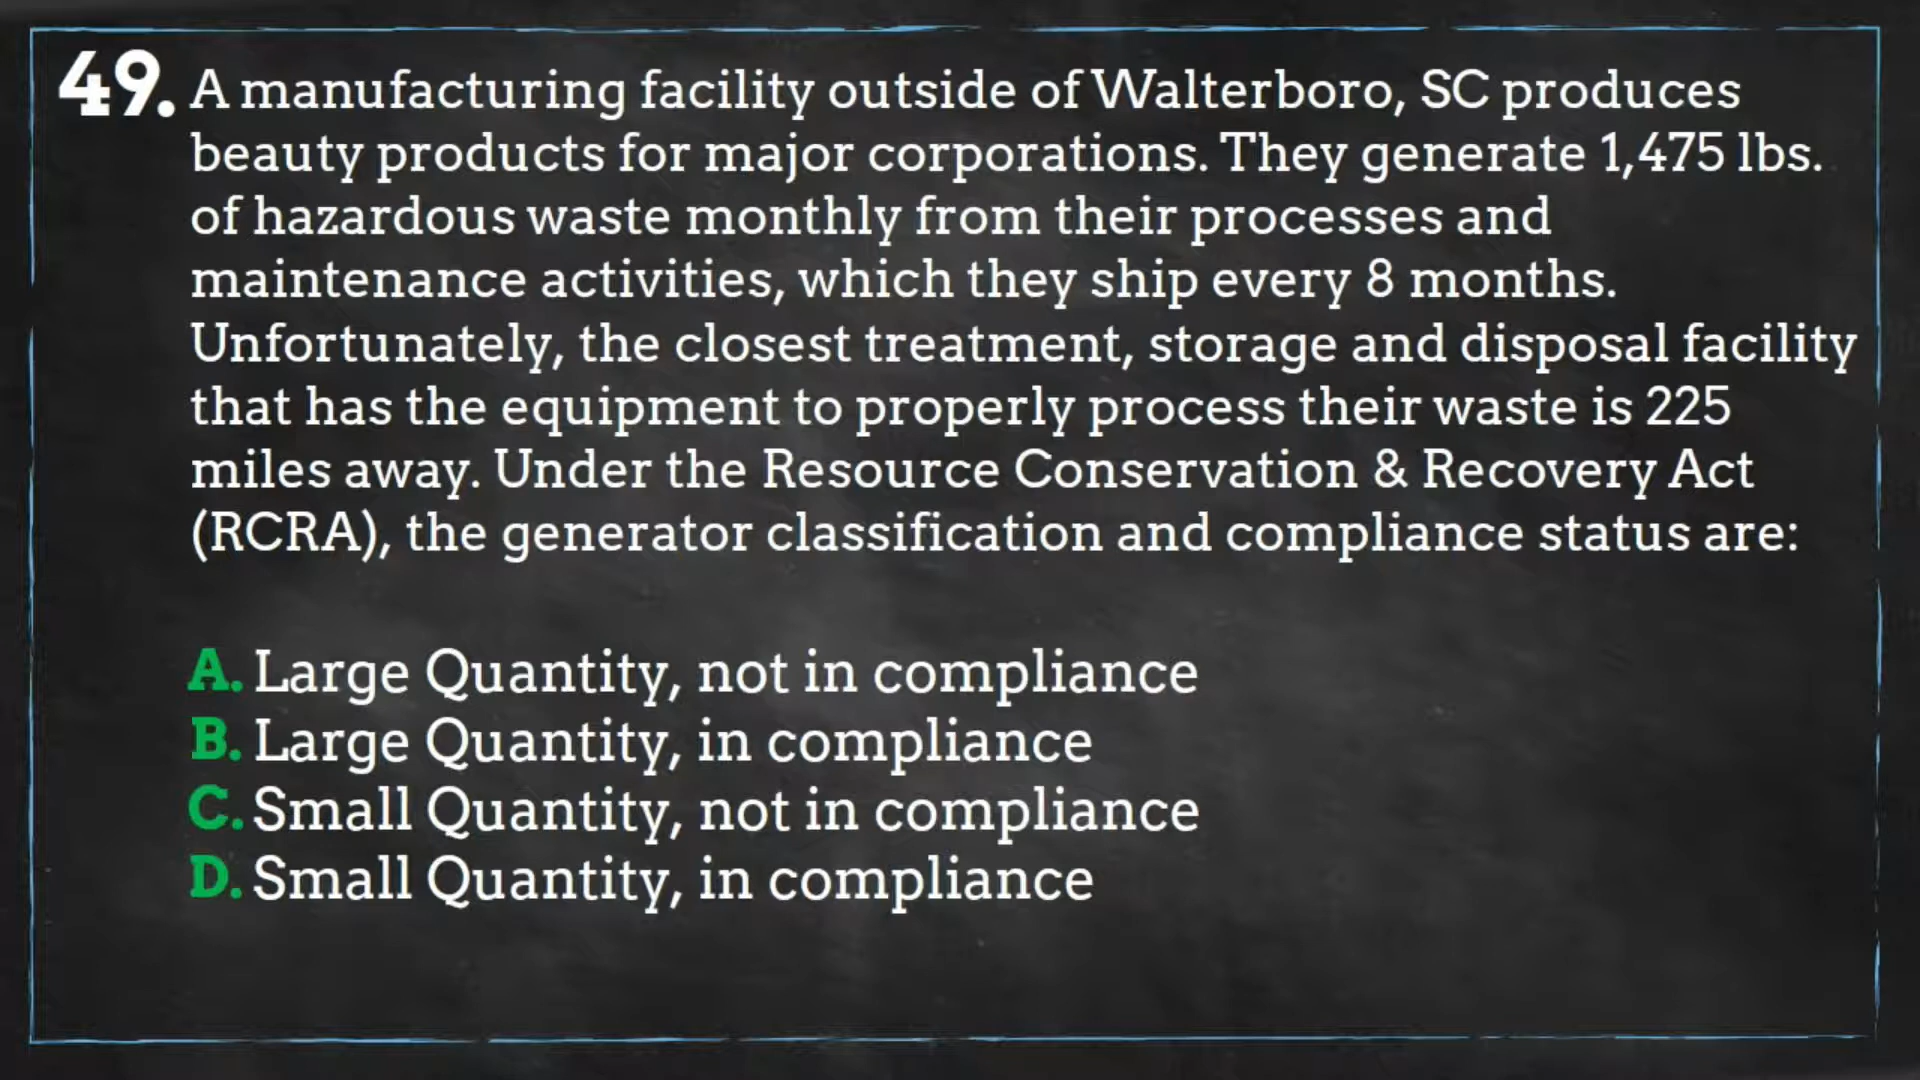 49. A manufacturing facility outside of Walterboro, SC produces
beauty products for major corporations. They generate 1,475 lbs.
of hazardous waste monthly from their processes and
maintenance activities, which they ship every 8 months.
Unfortunately, the closest treatment, storage and disposal facility
that has the equipment to properly process their waste is 225
miles away. Under the Resource Conservation & Recovery Act
(RCRA), the generator classification and compliance status are:
A. Large Quantity, not in compliance
B. Large Quantity, in compliance
C. Small Quantity, not in compliance
D. Small Quantity, in compliance